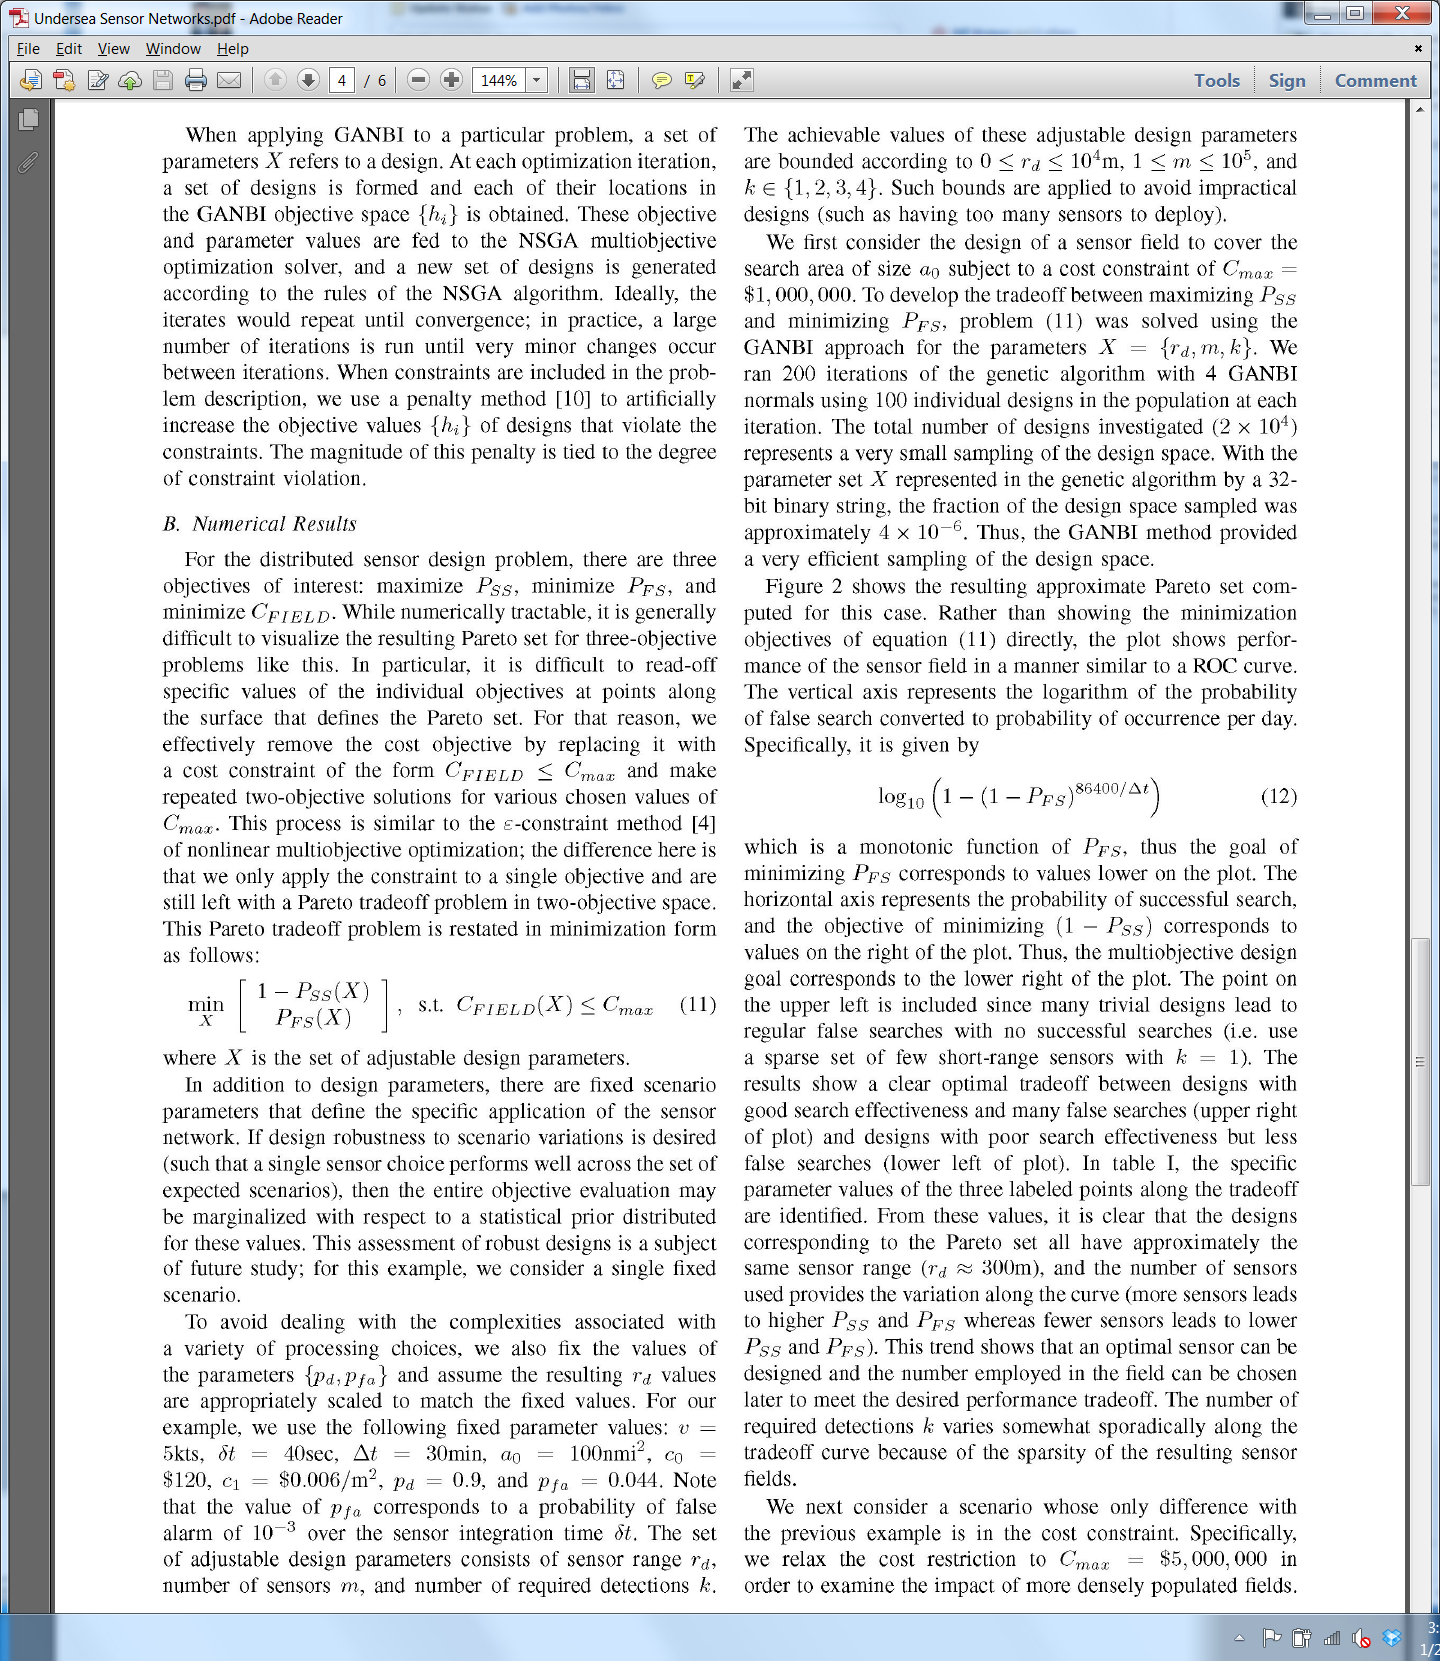 Undersea Sensor Networks.pdf - Adobe Reader
File Edit View Window Help
4 / 6 144% Tools Sign Comment
When applying GANBI to a particular problem, a set of
parameters X refers to a design. At each optimization iteration,
a set of designs is formed and each of their locations in
the GANBI objective space {h_i} is obtained. These objective
and parameter values are fed to the NSGA multiobjective
optimization solver, and a new set of designs is generated
according to the rules of the NSGA algorithm. Ideally, the
iterates would repeat until convergence; in practice, a large
number of iterations is run until very minor changes occur
between iterations. When constraints are included in the prob-
lem description, we use a penalty method [10] to artificially
increase the objective values {h_i} of designs that violate the
constraints. The magnitude of this penalty is tied to the degree
of constraint violation.
B. Numerical Results
For the distributed sensor design problem, there are three
objectives of interest: maximize P_SS, minimize P_FS, and
minimize C_FIELD. While numerically tractable, it is generally
difficult to visualize the resulting Pareto set for three-objective
problems like this. In particular, it is difficult to read-off
specific values of the individual objectives at points along
the surface that defines the Pareto set. For that reason, we
effectively remove the cost objective by replacing it with
a cost constraint of the form C_FIELD ≤ C_max and make
repeated two-objective solutions for various chosen values of
C_max. This process is similar to the ε-constraint method [4]
of nonlinear multiobjective optimization; the difference here is
that we only apply the constraint to a single objective and are
still left with a Pareto tradeoff problem in two-objective space.
This Pareto tradeoff problem is restated in minimization form
as follows:
min_X [ 1 − P_SS(X)
P_FS(X) ], s.t. C_FIELD(X) ≤ C_max (11)
where X is the set of adjustable design parameters.
In addition to design parameters, there are fixed scenario
parameters that define the specific application of the sensor
network. If design robustness to scenario variations is desired
(such that a single sensor choice performs well across the set of
expected scenarios), then the entire objective evaluation may
be marginalized with respect to a statistical prior distributed
for these values. This assessment of robust designs is a subject
of future study; for this example, we consider a single fixed
scenario.
To avoid dealing with the complexities associated with
a variety of processing choices, we also fix the values of
the parameters {p_d, p_fa} and assume the resulting r_d values
are appropriately scaled to match the fixed values. For our
example, we use the following fixed parameter values: v =
5kts, δt = 40sec, Δt = 30min, a_0 = 100nmi², c_0 =
$120, c_1 = $0.006/m², p_d = 0.9, and p_fa = 0.044. Note
that the value of p_fa corresponds to a probability of false
alarm of 10⁻³ over the sensor integration time δt. The set
of adjustable design parameters consists of sensor range r_d,
number of sensors m, and number of required detections k.
The achievable values of these adjustable design parameters
are bounded according to 0 ≤ r_d ≤ 10⁴m, 1 ≤ m ≤ 10⁵, and
k ∈ {1, 2, 3, 4}. Such bounds are applied to avoid impractical
designs (such as having too many sensors to deploy).
We first consider the design of a sensor field to cover the
search area of size a_0 subject to a cost constraint of C_max =
$1, 000, 000. To develop the tradeoff between maximizing P_SS
and minimizing P_FS, problem (11) was solved using the
GANBI approach for the parameters X = {r_d, m, k}. We
ran 200 iterations of the genetic algorithm with 4 GANBI
normals using 100 individual designs in the population at each
iteration. The total number of designs investigated (2 × 10⁴)
represents a very small sampling of the design space. With the
parameter set X represented in the genetic algorithm by a 32-
bit binary string, the fraction of the design space sampled was
approximately 4 × 10⁻⁶. Thus, the GANBI method provided
a very efficient sampling of the design space.
Figure 2 shows the resulting approximate Pareto set com-
puted for this case. Rather than showing the minimization
objectives of equation (11) directly, the plot shows perfor-
mance of the sensor field in a manner similar to a ROC curve.
The vertical axis represents the logarithm of the probability
of false search converted to probability of occurrence per day.
Specifically, it is given by
log₁₀ (1 − (1 − P_FS)^86400/Δt) (12)
which is a monotonic function of P_FS, thus the goal of
minimizing P_FS corresponds to values lower on the plot. The
horizontal axis represents the probability of successful search,
and the objective of minimizing (1 − P_SS) corresponds to
values on the right of the plot. Thus, the multiobjective design
goal corresponds to the lower right of the plot. The point on
the upper left is included since many trivial designs lead to
regular false searches with no successful searches (i.e. use
a sparse set of few short-range sensors with k = 1). The
results show a clear optimal tradeoff between designs with
good search effectiveness and many false searches (upper right
of plot) and designs with poor search effectiveness but less
false searches (lower left of plot). In table I, the specific
parameter values of the three labeled points along the tradeoff
are identified. From these values, it is clear that the designs
corresponding to the Pareto set all have approximately the
same sensor range (r_d ≈ 300m), and the number of sensors
used provides the variation along the curve (more sensors leads
to higher P_SS and P_FS whereas fewer sensors leads to lower
P_SS and P_FS). This trend shows that an optimal sensor can be
designed and the number employed in the field can be chosen
later to meet the desired performance tradeoff. The number of
required detections k varies somewhat sporadically along the
tradeoff curve because of the sparsity of the resulting sensor
fields.
We next consider a scenario whose only difference with
the previous example is in the cost constraint. Specifically,
we relax the cost restriction to C_max = $5, 000, 000 in
order to examine the impact of more densely populated fields.
3:
1/2